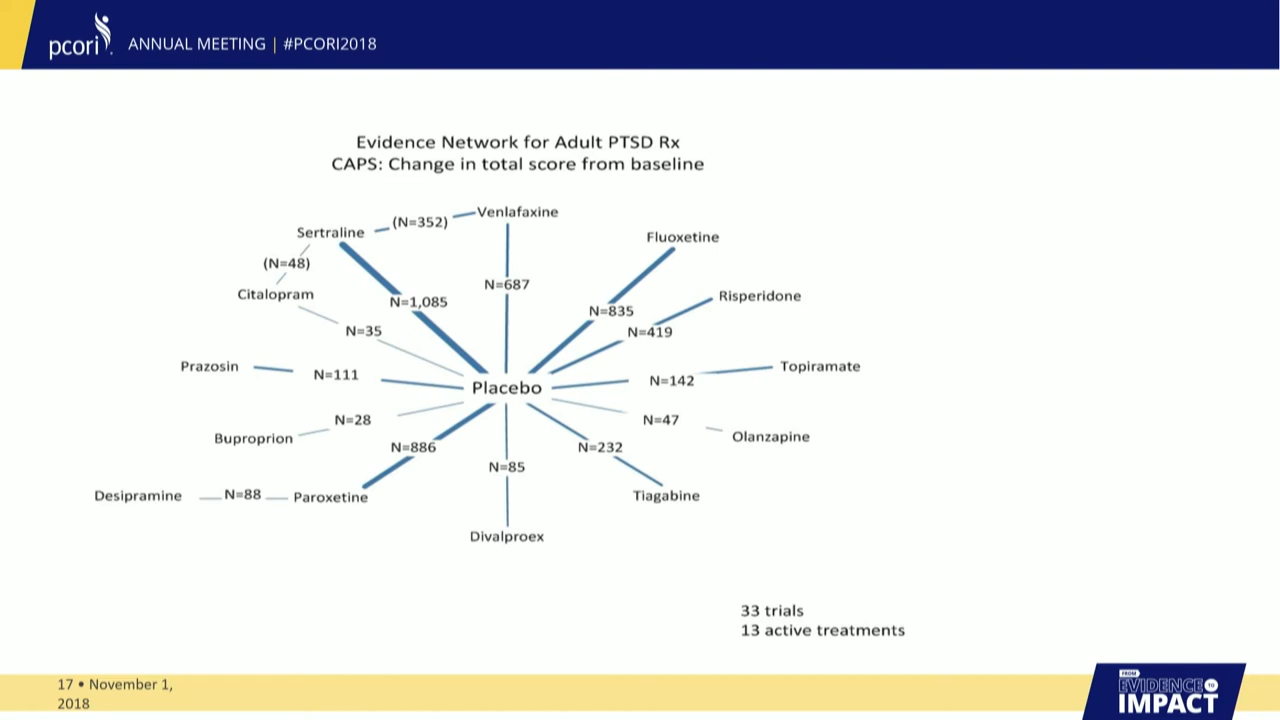 pcori
ANNUAL MEETING | #PCORI2018
Evidence Network for Adult PTSD Rx
CAPS: Change in total score from baseline
Venlafaxine
(N=352)
Sertraline
Fluoxetine
(N=48)
N=687
Citalopram
Risperidone
N=1,085
N=835
N=35
N=419
Prazosin
Topiramate
N=111
N=142
Placebo
N=28
N=47
Buproprion
Olanzapine
N=886
N=232
N=85
Desipramine
N=88
Paroxetine
Tiagabine
Divalproex
33 trials
13 active treatments
17 • November 1,
2018
FROM
EVIDENCE TO
IMPACT